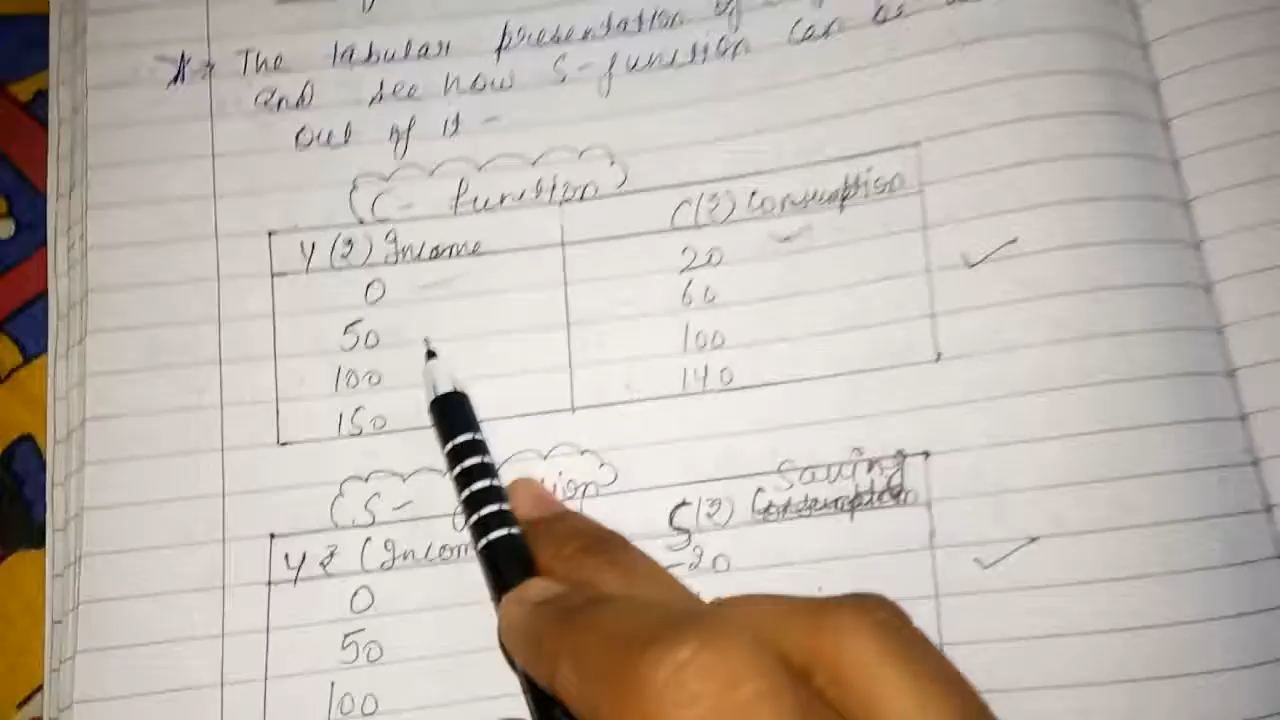 The tabular presentation of
and see how S-function can be
out of it -
(C- function)
Y (₹) Income C(₹) Consumption
0 20
50 60
100 100
150 140
(S-
Y ₹ (Incom S(₹) Saving
0 -20
50
100